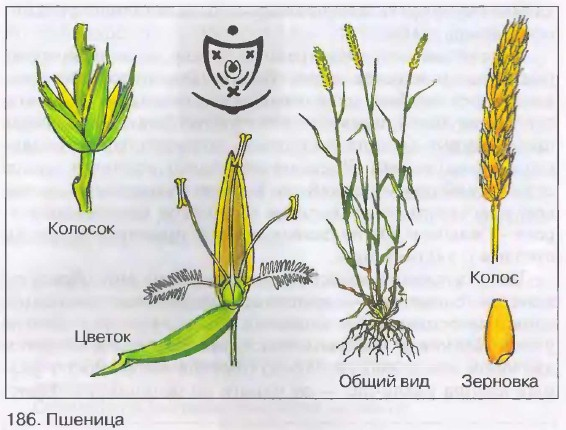 Колосок
Цветок
Общий вид
Колос
Зерновка
186. Пшеница